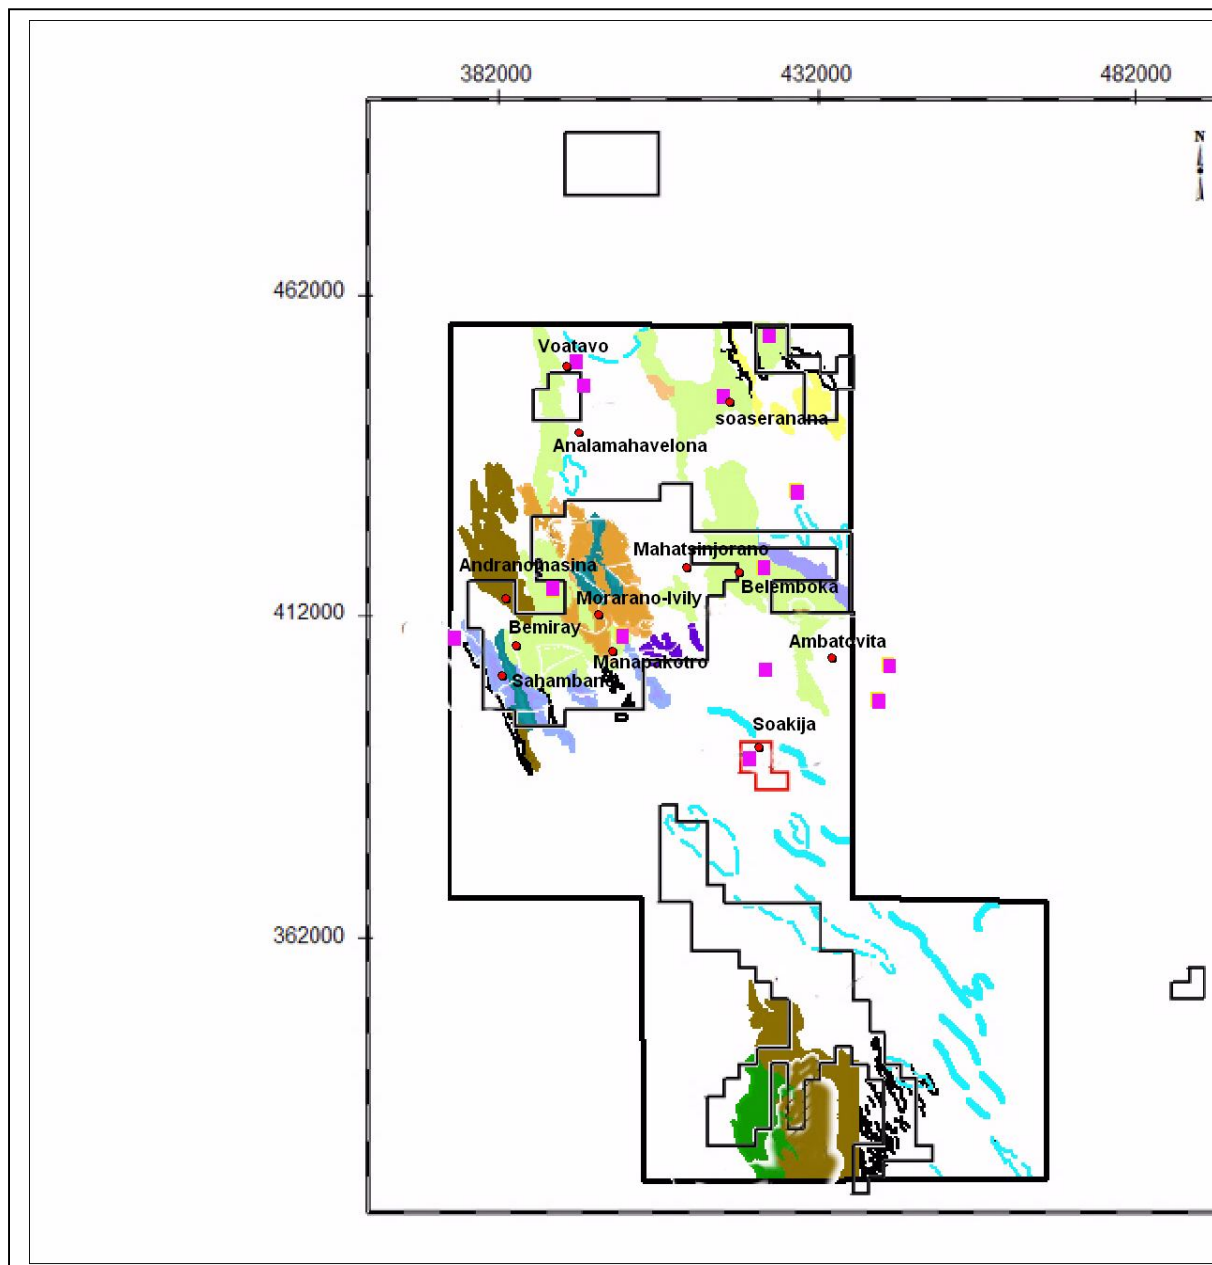 382000
432000
482000
N
462000
Voatavo
soaseranana
Analamahavelona
Mahatsinjorano
Andranomasina
Belemboka
Morarano-Ivily
412000
Bemiray
Ambatovita
Manapakotro
Sahambano
Soakija
362000